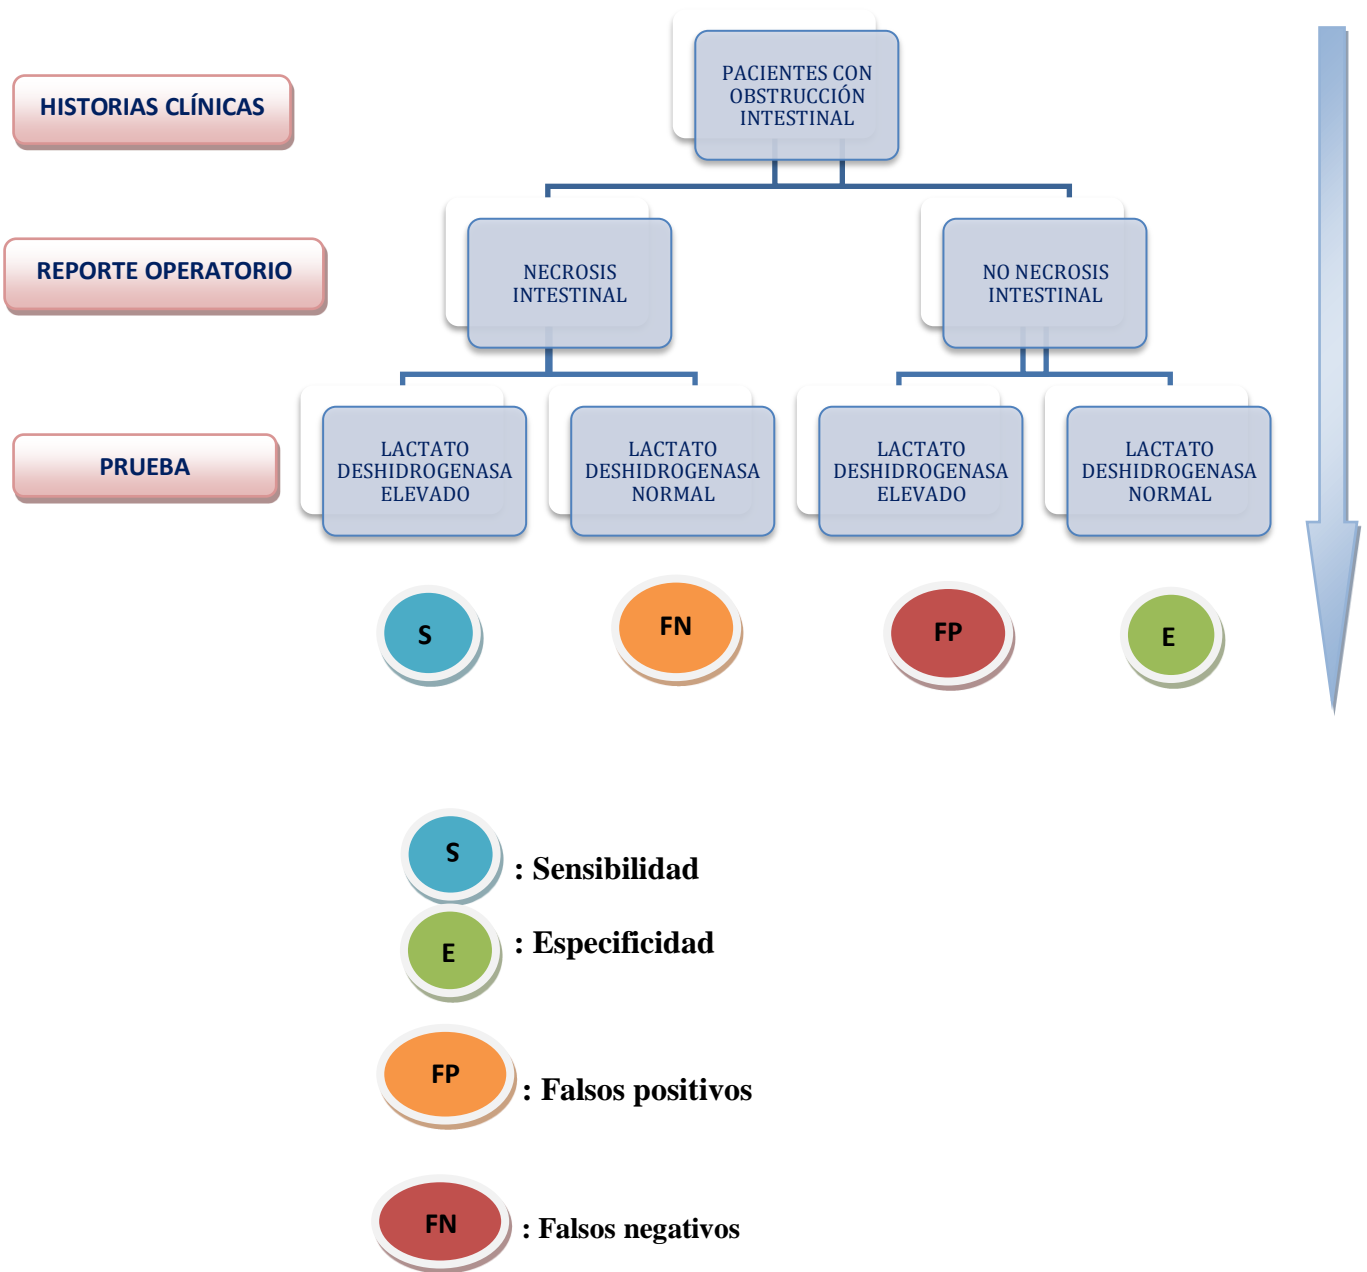 PACIENTES CON
OBSTRUCCIÓN
INTESTINAL
HISTORIAS CLÍNICAS
REPORTE OPERATORIO
NECROSIS
INTESTINAL
NO NECROSIS
INTESTINAL
PRUEBA
LACTATO
DESHIDROGENASA
ELEVADO
LACTATO
DESHIDROGENASA
NORMAL
LACTATO
DESHIDROGENASA
ELEVADO
LACTATO
DESHIDROGENASA
NORMAL
S
FN
FP
E
S : Sensibilidad
E : Especificidad
FP : Falsos positivos
FN : Falsos negativos